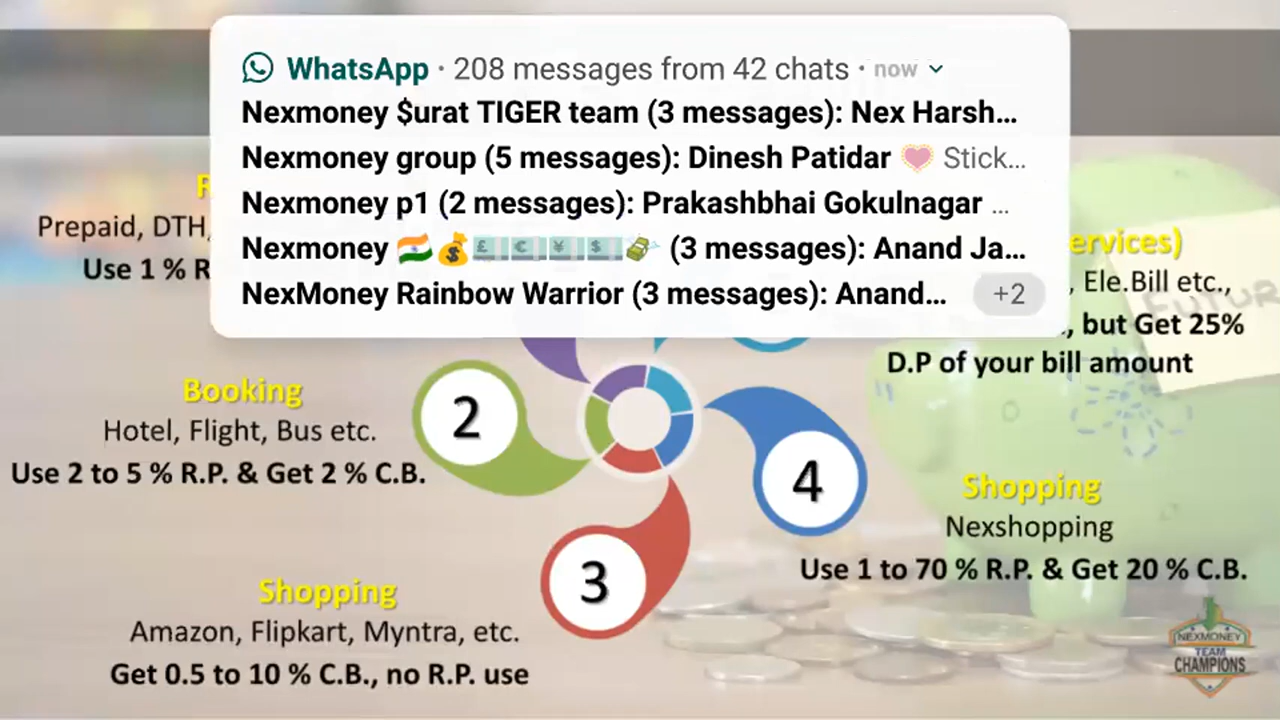 WhatsApp · 208 messages from 42 chats · now
Nexmoney $urat TIGER team (3 messages): Nex Harsh...
Nexmoney group (5 messages): Dinesh Patidar 💟 Stick...
Nexmoney p1 (2 messages): Prakashbhai Gokulnagar ...
Nexmoney 🇮🇳💰💷💶💴💵💸 (3 messages): Anand Ja...
NexMoney Rainbow Warrior (3 messages): Anand... +2
R
Prepaid, DTH,
Use 1 % R
ervices)
, Ele.Bill etc.,
, but Get 25%
D.P of your bill amount
FUTUR
Booking
Hotel, Flight, Bus etc.
Use 2 to 5 % R.P. & Get 2 % C.B.
2
4
Shopping
Nexshopping
Use 1 to 70 % R.P. & Get 20 % C.B.
3
Shopping
Amazon, Flipkart, Myntra, etc.
Get 0.5 to 10 % C.B., no R.P. use
NEXMONEY
TEAM
CHAMPIONS